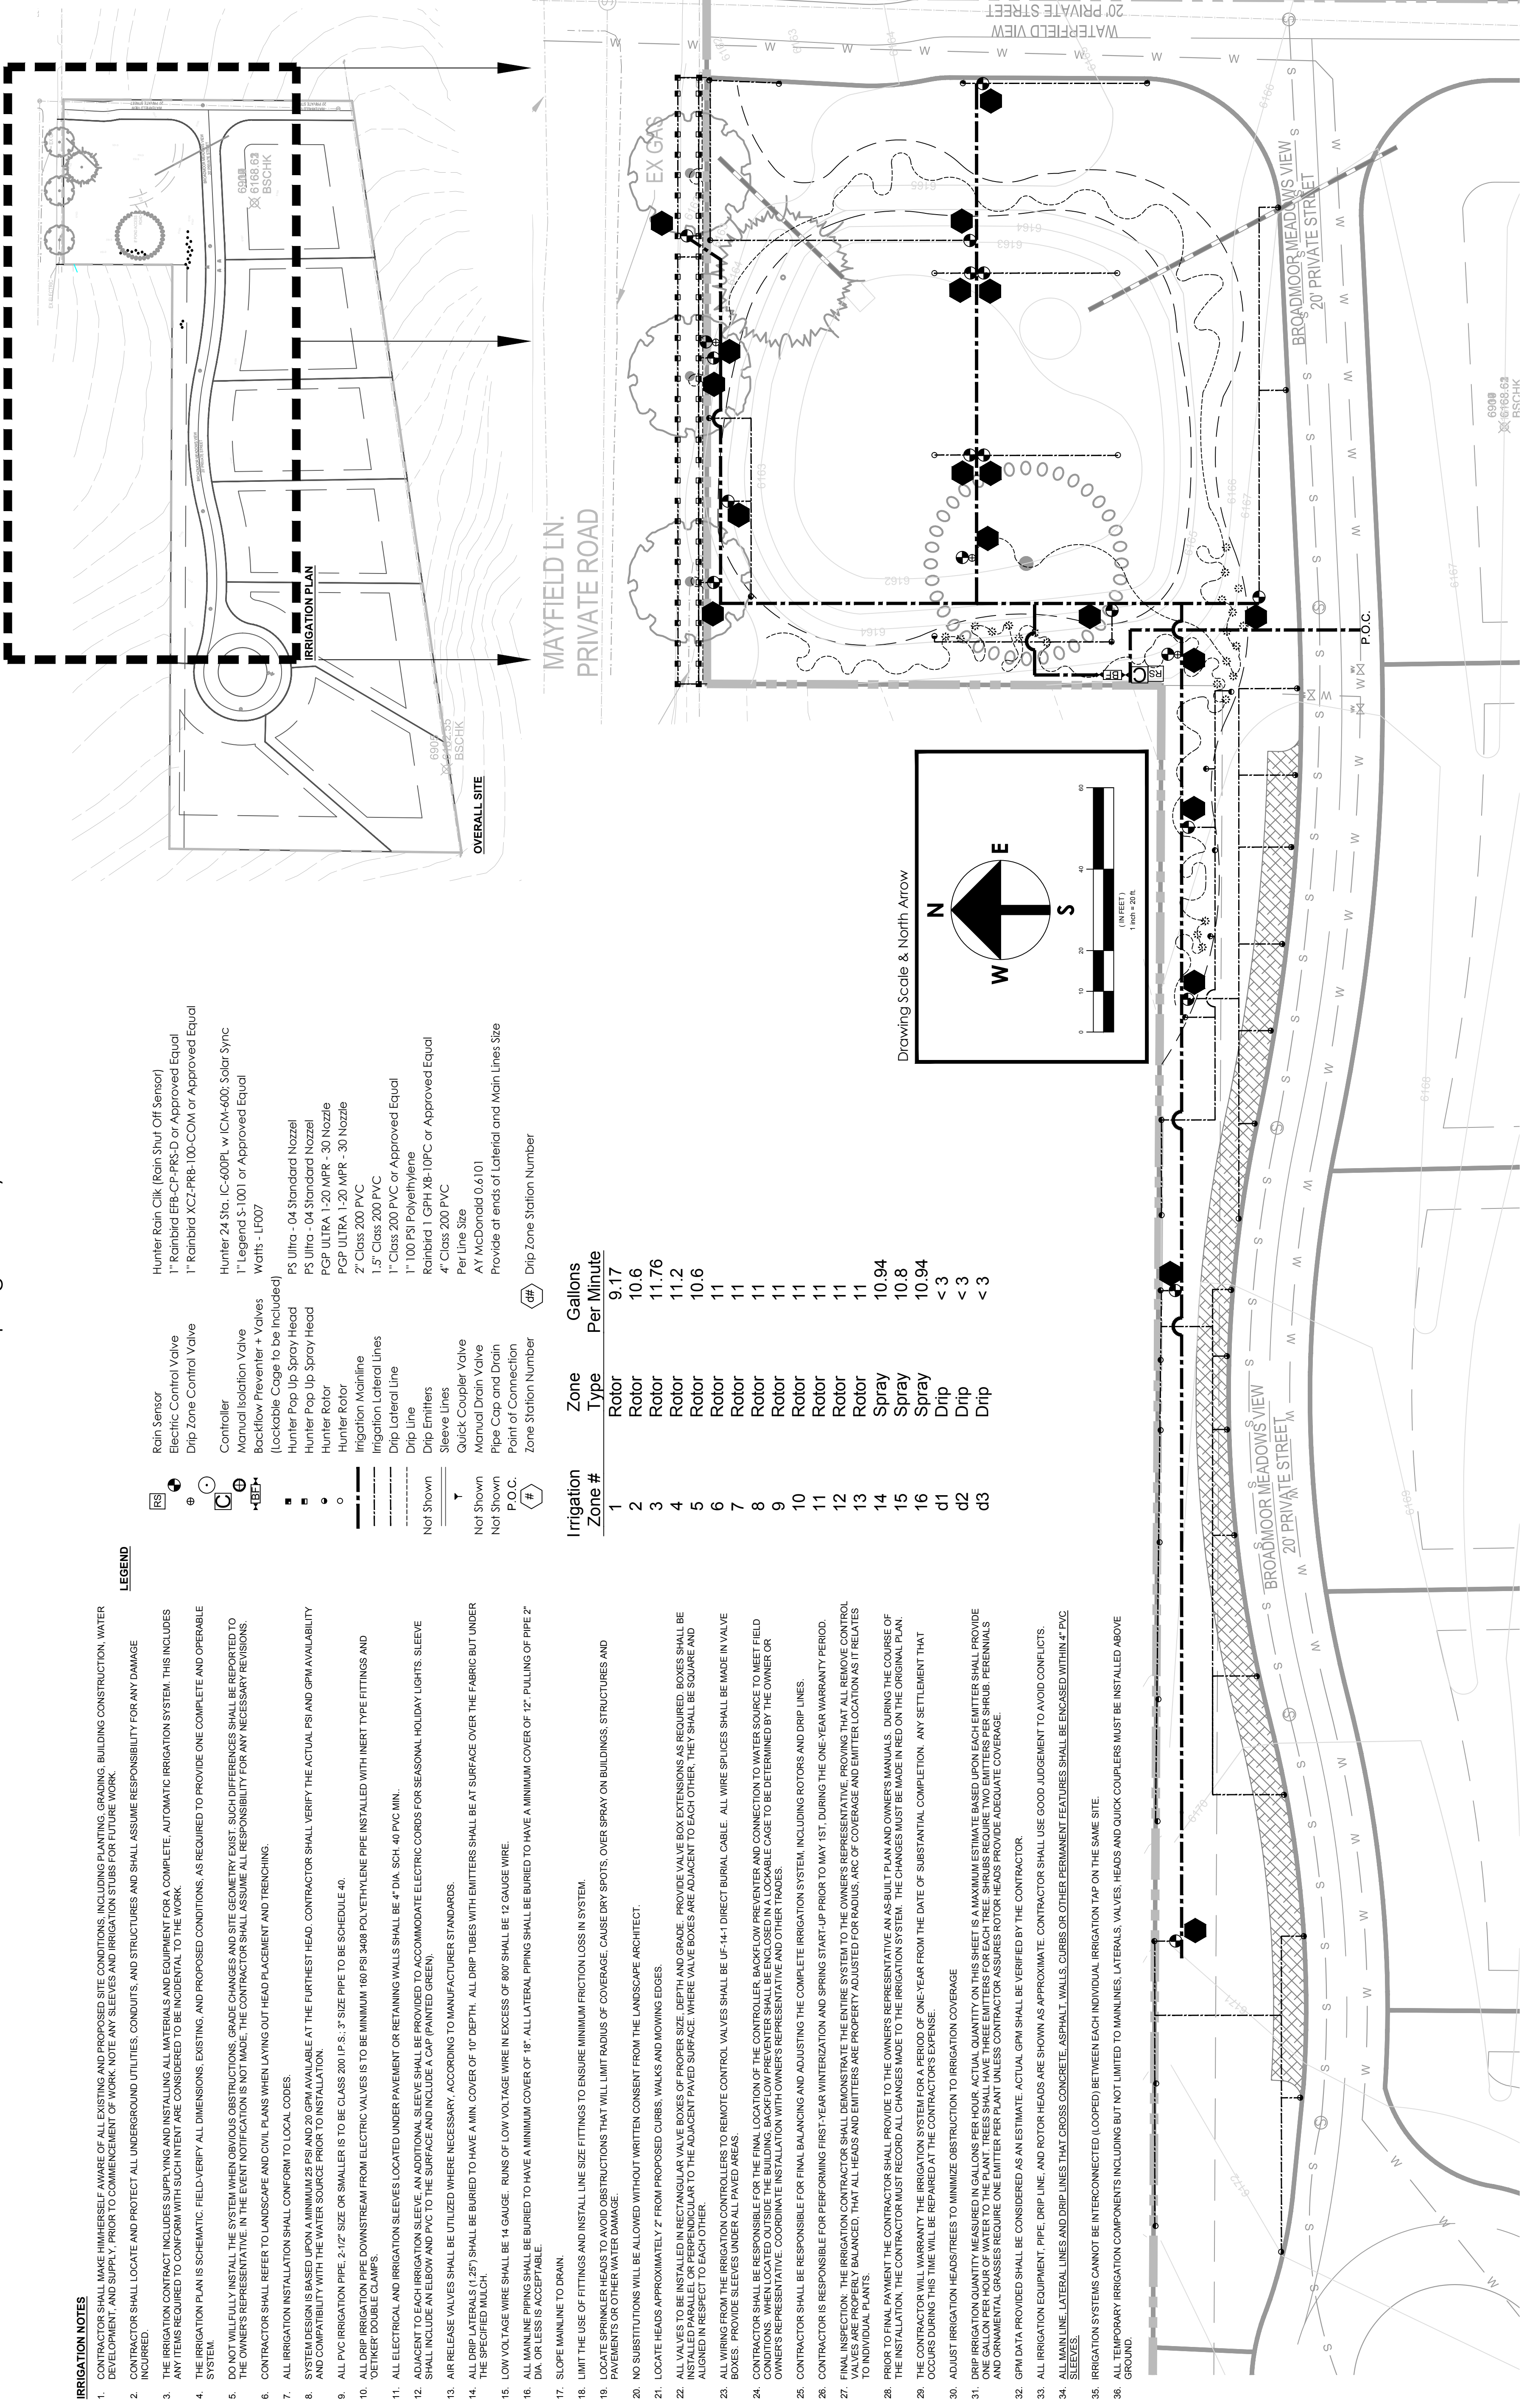 IRRIGATION NOTES
1. CONTRACTOR SHALL MAKE HIM/HERSELF AWARE OF ALL EXISTING AND PROPOSED SITE CONDITIONS, INCLUDING PLANTING, GRADING, BUILDING CONSTRUCTION, WATER
DEVELOPMENT, AND SUPPLY, PRIOR TO COMMENCEMENT OF WORK. NOTE ANY SLEEVES AND IRRIGATION STUBS FOR FUTURE WORK.
2. CONTRACTOR SHALL LOCATE AND PROTECT ALL UNDERGROUND UTILITIES, CONDUITS, AND STRUCTURES AND SHALL ASSUME RESPONSIBILITY FOR ANY DAMAGE
INCURRED.
3. THE IRRIGATION CONTRACT INCLUDES SUPPLYING AND INSTALLING ALL MATERIALS AND EQUIPMENT FOR A COMPLETE, AUTOMATIC IRRIGATION SYSTEM. THIS INCLUDES
ANY ITEMS REQUIRED TO CONFORM WITH SUCH INTENT ARE CONSIDERED TO BE INCIDENTAL TO THE WORK.
4. THE IRRIGATION PLAN IS SCHEMATIC. FIELD-VERIFY ALL DIMENSIONS, EXISTING, AND PROPOSED CONDITIONS, AS REQUIRED TO PROVIDE ONE COMPLETE AND OPERABLE
SYSTEM.
5. DO NOT WILLFULLY INSTALL THE SYSTEM WHEN OBVIOUS OBSTRUCTIONS, GRADE CHANGES AND SITE GEOMETRY EXIST. SUCH DIFFERENCES SHALL BE REPORTED TO
THE OWNER'S REPRESENTATIVE. IN THE EVENT NOTIFICATION IS NOT MADE, THE CONTRACTOR SHALL ASSUME ALL RESPONSIBILITY FOR ANY NECESSARY REVISIONS.
6. CONTRACTOR SHALL REFER TO LANDSCAPE AND CIVIL PLANS WHEN LAYING OUT HEAD PLACEMENT AND TRENCHING.
7. ALL IRRIGATION INSTALLATION SHALL CONFORM TO LOCAL CODES.
8. SYSTEM DESIGN IS BASED UPON A MINIMUM 25 PSI AND 20 GPM AVAILABLE AT THE FURTHEST HEAD. CONTRACTOR SHALL VERIFY THE ACTUAL PSI AND GPM AVAILABILITY
AND COMPATIBILITY WITH THE WATER SOURCE PRIOR TO INSTALLATION.
9. ALL PVC IRRIGATION PIPE, 2-1/2" SIZE OR SMALLER IS TO BE CLASS 200 I.P.S.; 3" SIZE PIPE TO BE SCHEDULE 40.
10. ALL DRIP IRRIGATION PIPE DOWNSTREAM FROM ELECTRIC VALVES IS TO BE MINIMUM 160 PSI 3408 POLYETHYLENE PIPE INSTALLED WITH INERT TYPE FITTINGS AND
'OETIKER' DOUBLE CLAMPS.
11. ALL ELECTRICAL AND IRRIGATION SLEEVES LOCATED UNDER PAVEMENT OR RETAINING WALLS SHALL BE 4" DIA. SCH. 40 PVC MIN.
12. ADJACENT TO EACH IRRIGATION SLEEVE, AN ADDITIONAL SLEEVE SHALL BE PROVIDED TO ACCOMMODATE ELECTRIC CORDS FOR SEASONAL HOLIDAY LIGHTS. SLEEVE
SHALL INCLUDE AN ELBOW AND PVC TO THE SURFACE AND INCLUDE A CAP (PAINTED GREEN).
13. AIR RELEASE VALVES SHALL BE UTILIZED WHERE NECESSARY, ACCORDING TO MANUFACTURER STANDARDS.
14. ALL DRIP LATERALS (1.25") SHALL BE BURIED TO HAVE A MIN. COVER OF 10" DEPTH. ALL DRIP TUBES WITH EMITTERS SHALL BE AT SURFACE OVER THE FABRIC BUT UNDER
THE SPECIFIED MULCH.
15. LOW VOLTAGE WIRE SHALL BE 14 GAUGE. RUNS OF LOW VOLTAGE WIRE IN EXCESS OF 800' SHALL BE 12 GAUGE WIRE.
16. ALL MAINLINE PIPING SHALL BE BURIED TO HAVE A MINIMUM COVER OF 18". ALL LATERAL PIPING SHALL BE BURIED TO HAVE A MINIMUM COVER OF 12". PULLING OF PIPE 2"
DIA. OR LESS IS ACCEPTABLE.
17. SLOPE MAINLINE TO DRAIN.
18. LIMIT THE USE OF FITTINGS AND INSTALL LINE SIZE FITTINGS TO ENSURE MINIMUM FRICTION LOSS IN SYSTEM.
19. LOCATE SPRINKLER HEADS TO AVOID OBSTRUCTIONS THAT WILL LIMIT RADIUS OF COVERAGE, CAUSE DRY SPOTS, OVER SPRAY ON BUILDINGS, STRUCTURES AND
PAVEMENTS OR OTHER WATER DAMAGE.
20. NO SUBSTITUTIONS WILL BE ALLOWED WITHOUT WRITTEN CONSENT FROM THE LANDSCAPE ARCHITECT.
21. LOCATE HEADS APPROXIMATELY 2" FROM PROPOSED CURBS, WALKS AND MOWING EDGES.
22. ALL VALVES TO BE INSTALLED IN RECTANGULAR VALVE BOXES OF PROPER SIZE, DEPTH AND GRADE. PROVIDE VALVE BOX EXTENSIONS AS REQUIRED. BOXES SHALL BE
INSTALLED PARALLEL OR PERPENDICULAR TO THE ADJACENT PAVED SURFACE. WHERE VALVE BOXES ARE ADJACENT TO EACH OTHER, THEY SHALL BE SQUARE AND
ALIGNED IN RESPECT TO EACH OTHER.
23. ALL WIRING FROM THE IRRIGATION CONTROLLERS TO REMOTE CONTROL VALVES SHALL BE UF-14-1 DIRECT BURIAL CABLE. ALL WIRE SPLICES SHALL BE MADE IN VALVE
BOXES. PROVIDE SLEEVES UNDER ALL PAVED AREAS.
24. CONTRACTOR SHALL BE RESPONSIBLE FOR THE FINAL LOCATION OF THE CONTROLLER, BACKFLOW PREVENTER AND CONNECTION TO WATER SOURCE TO MEET FIELD
CONDITIONS. WHEN LOCATED OUTSIDE THE BUILDING, BACKFLOW PREVENTER SHALL BE ENCLOSED IN A LOCKABLE CAGE TO BE DETERMINED BY THE OWNER OR
OWNER'S REPRESENTATIVE. COORDINATE INSTALLATION WITH OWNER'S REPRESENTATIVE AND OTHER TRADES.
25. CONTRACTOR SHALL BE RESPONSIBLE FOR FINAL BALANCING AND ADJUSTING THE COMPLETE IRRIGATION SYSTEM, INCLUDING ROTORS AND DRIP LINES.
26. CONTRACTOR IS RESPONSIBLE FOR PERFORMING FIRST-YEAR WINTERIZATION AND SPRING START-UP PRIOR TO MAY 1ST, DURING THE ONE-YEAR WARRANTY PERIOD.
27. FINAL INSPECTION: THE IRRIGATION CONTRACTOR SHALL DEMONSTRATE THE ENTIRE SYSTEM TO THE OWNER'S REPRESENTATIVE, PROVING THAT ALL REMOVE CONTROL
VALVES ARE PROPERLY BALANCED, THAT ALL HEADS AND EMITTERS ARE PROPERTY ADJUSTED FOR RADIUS, ARC OF COVERAGE AND EMITTER LOCATION AS IT RELATES
TO INDIVIDUAL PLANTS.
28. PRIOR TO FINAL PAYMENT THE CONTRACTOR SHALL PROVIDE TO THE OWNER'S REPRESENTATIVE AN AS-BUILT PLAN AND OWNER'S MANUALS. DURING THE COURSE OF
THE INSTALLATION, THE CONTRACTOR MUST RECORD ALL CHANGES MADE TO THE IRRIGATION SYSTEM. THE CHANGES MUST BE MADE IN RED ON THE ORIGINAL PLAN.
29. THE CONTRACTOR WILL WARRANTY THE IRRIGATION SYSTEM FOR A PERIOD OF ONE-YEAR FROM THE DATE OF SUBSTANTIAL COMPLETION. ANY SETTLEMENT THAT
OCCURS DURING THIS TIME WILL BE REPAIRED AT THE CONTRACTOR'S EXPENSE.
30. ADJUST IRRIGATION HEADS/TREES TO MINIMIZE OBSTRUCTION TO IRRIGATION COVERAGE
31. DRIP IRRIGATION QUANTITY MEASURED IN GALLONS PER HOUR. ACTUAL QUANTITY ON THIS SHEET IS A MAXIMUM ESTIMATE BASED UPON EACH EMITTER SHALL PROVIDE
ONE GALLON PER HOUR OF WATER TO THE PLANT. TREES SHALL HAVE THREE EMITTERS FOR EACH TREE. SHRUBS REQUIRE TWO EMITTERS PER SHRUB. PERENNIALS
AND ORNAMENTAL GRASSES REQUIRE ONE EMITTER PER PLANT UNLESS CONTRACTOR ASSURES ROTOR HEADS PROVIDE ADEQUATE COVERAGE.
32. GPM DATA PROVIDED SHALL BE CONSIDERED AS AN ESTIMATE. ACTUAL GPM SHALL BE VERIFIED BY THE CONTRACTOR.
33. ALL IRRIGATION EQUIPMENT, PIPE, DRIP LINE, AND ROTOR HEADS ARE SHOWN AS APPROXIMATE. CONTRACTOR SHALL USE GOOD JUDGEMENT TO AVOID CONFLICTS.
34. ALL MAIN LINE, LATERAL LINES AND DRIP LINES THAT CROSS CONCRETE, ASPHALT, WALLS, CURBS OR OTHER PERMANENT FEATURES SHALL BE ENCASED WITHIN 4" PVC
SLEEVES.
35. IRRIGATION SYSTEMS CANNOT BE INTERCONNECTED (LOOPED) BETWEEN EACH INDIVIDUAL IRRIGATION TAP ON THE SAME SITE.
36. ALL TEMPORARY IRRIGATION COMPONENTS INCLUDING BUT NOT LIMITED TO MAINLINES, LATERALS, VALVES, HEADS AND QUICK COUPLERS MUST BE INSTALLED ABOVE
GROUND.
LEGEND
RS Rain Sensor Hunter Rain Clik (Rain Shut Off Sensor)
Electric Control Valve 1" Rainbird EFB-CP-PRS-D or Approved Equal
Drip Zone Control Valve 1" Rainbird XCZ-PRB-100-COM or Approved Equal
C Controller Hunter 24 Sta. IC-600PL w ICM-600; Solar Sync
Manual Isolation Valve 1" Legend S-1001 or Approved Equal
BF Backflow Preventer + Valves Watts - LF007
(Lockable Cage to be Included)
Hunter Pop Up Spray Head PS Ultra - 04 Standard Nozzel
Hunter Pop Up Spray Head PS Ultra - 04 Standard Nozzel
Hunter Rotor PGP ULTRA 1-20 MPR - 30 Nozzle
Hunter Rotor PGP ULTRA 1-20 MPR - 30 Nozzle
Irrigation Mainline 2" Class 200 PVC
Irrigation Lateral Lines 1.5" Class 200 PVC
Drip Lateral Line 1" Class 200 PVC or Approved Equal
Drip Line 1" 100 PSI Polyethylene
Not Shown Drip Emitters Rainbird 1 GPH XB-10PC or Approved Equal
Sleeve Lines 4" Class 200 PVC
Quick Coupler Valve Per Line Size
Not Shown Manual Drain Valve AY McDonald 0.6101
Not Shown Pipe Cap and Drain Provide at ends of Laterial and Main Lines Size
P.O.C. Point of Connection
# Zone Station Number d# Drip Zone Station Number
Irrigation Zone Gallons
Zone # Type Per Minute
1 Rotor 9.17
2 Rotor 10.6
3 Rotor 11.76
4 Rotor 11.2
5 Rotor 10.6
6 Rotor 11
7 Rotor 11
8 Rotor 11
9 Rotor 11
10 Rotor 11
11 Rotor 11
12 Rotor 11
13 Rotor 11
14 Spray 10.94
15 Spray 10.8
16 Spray 10.94
d1 Drip < 3
d2 Drip < 3
d3 Drip < 3
OVERALL SITE
IRRIGATION PLAN
6168.63
BSCHK
BSCHK
Drawing Scale & North Arrow
N
W
E
S
0 10 20 40 60
( IN FEET )
1 inch = 20 ft.
MAYFIELD LN.
PRIVATE ROAD
EX GAS
WATERFIELD VIEW
20' PRIVATE STREET
BROADMOOR MEADOWS VIEW
20' PRIVATE STREET
BROADMOOR MEADOWS VIEW
20' PRIVATE STREET
P.O.C.
BF
C
RS
6162
6163
6163
6164
6164
6165
6166
6167
6167
6168
6169
6170
6171
6172
BSCHK